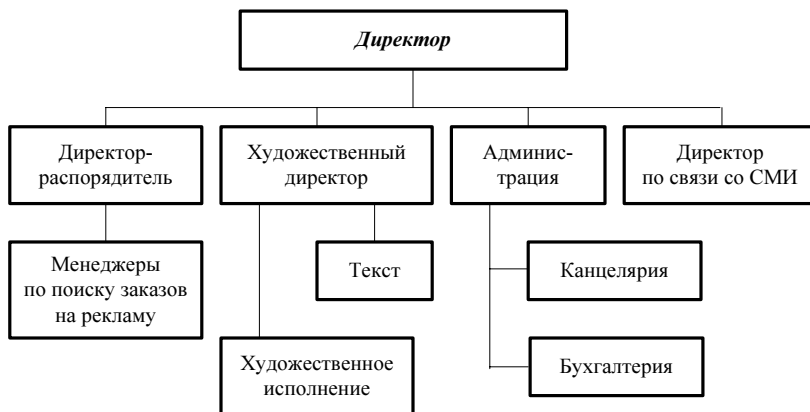 Директор
Директор-
распорядитель
Художественный
директор
Админис-
трация
Директор
по связи со СМИ
Менеджеры
по поиску заказов
на рекламу
Текст
Канцелярия
Художественное
исполнение
Бухгалтерия